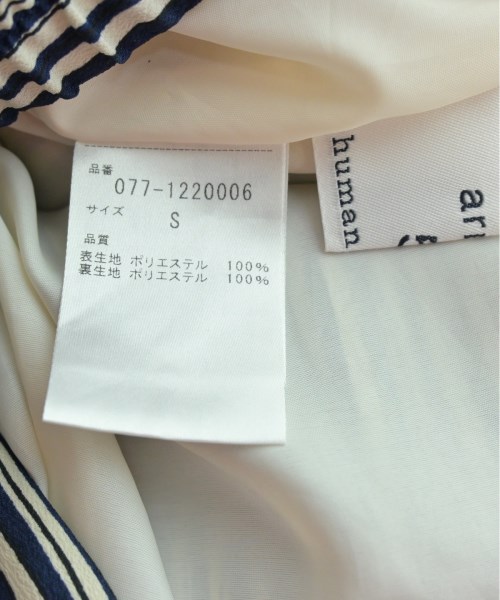 品番
077-1220006
サイズ
S
品質
表生地 ポリエステル 100%
裏生地 ポリエステル 100%
human